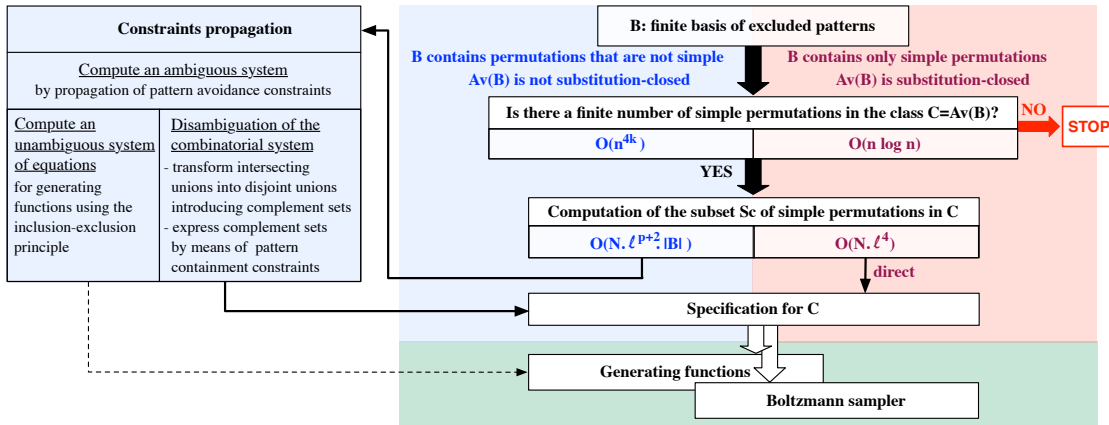 Constraints propagation
Compute an ambiguous system
by propagation of pattern avoidance constraints
Compute an
unambiguous system
of equations
for generating
functions using the
inclusion-exclusion
principle
Disambiguation of the
combinatorial system
- transform intersecting
unions into disjoint unions
introducing complement sets
- express complement sets
by means of pattern
containment constraints
B: finite basis of excluded patterns
B contains permutations that are not simple
Av(B) is not substitution-closed
B contains only simple permutations
Av(B) is substitution-closed
Is there a finite number of simple permutations in the class C=Av(B)?
O(n^{4k})
O(n log n)
NO
STOP
YES
Computation of the subset Sc of simple permutations in C
O(N. ℓ^{p+2}. |B| )
O(N. ℓ^4)
direct
Specification for C
Generating functions
Boltzmann sampler